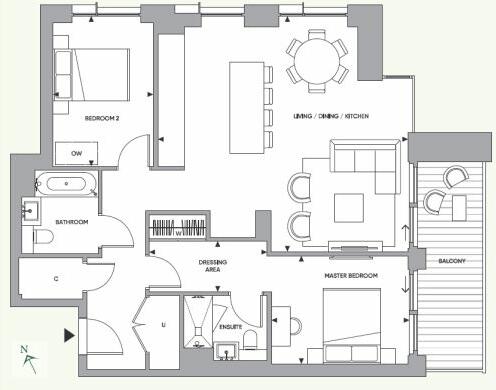 BEDROOM 2
LIVING / DINING / KITCHEN
OW
BATHROOM
W
DRESSING
AREA
MASTER BEDROOM
BALCONY
C
U
ENSUITE
N